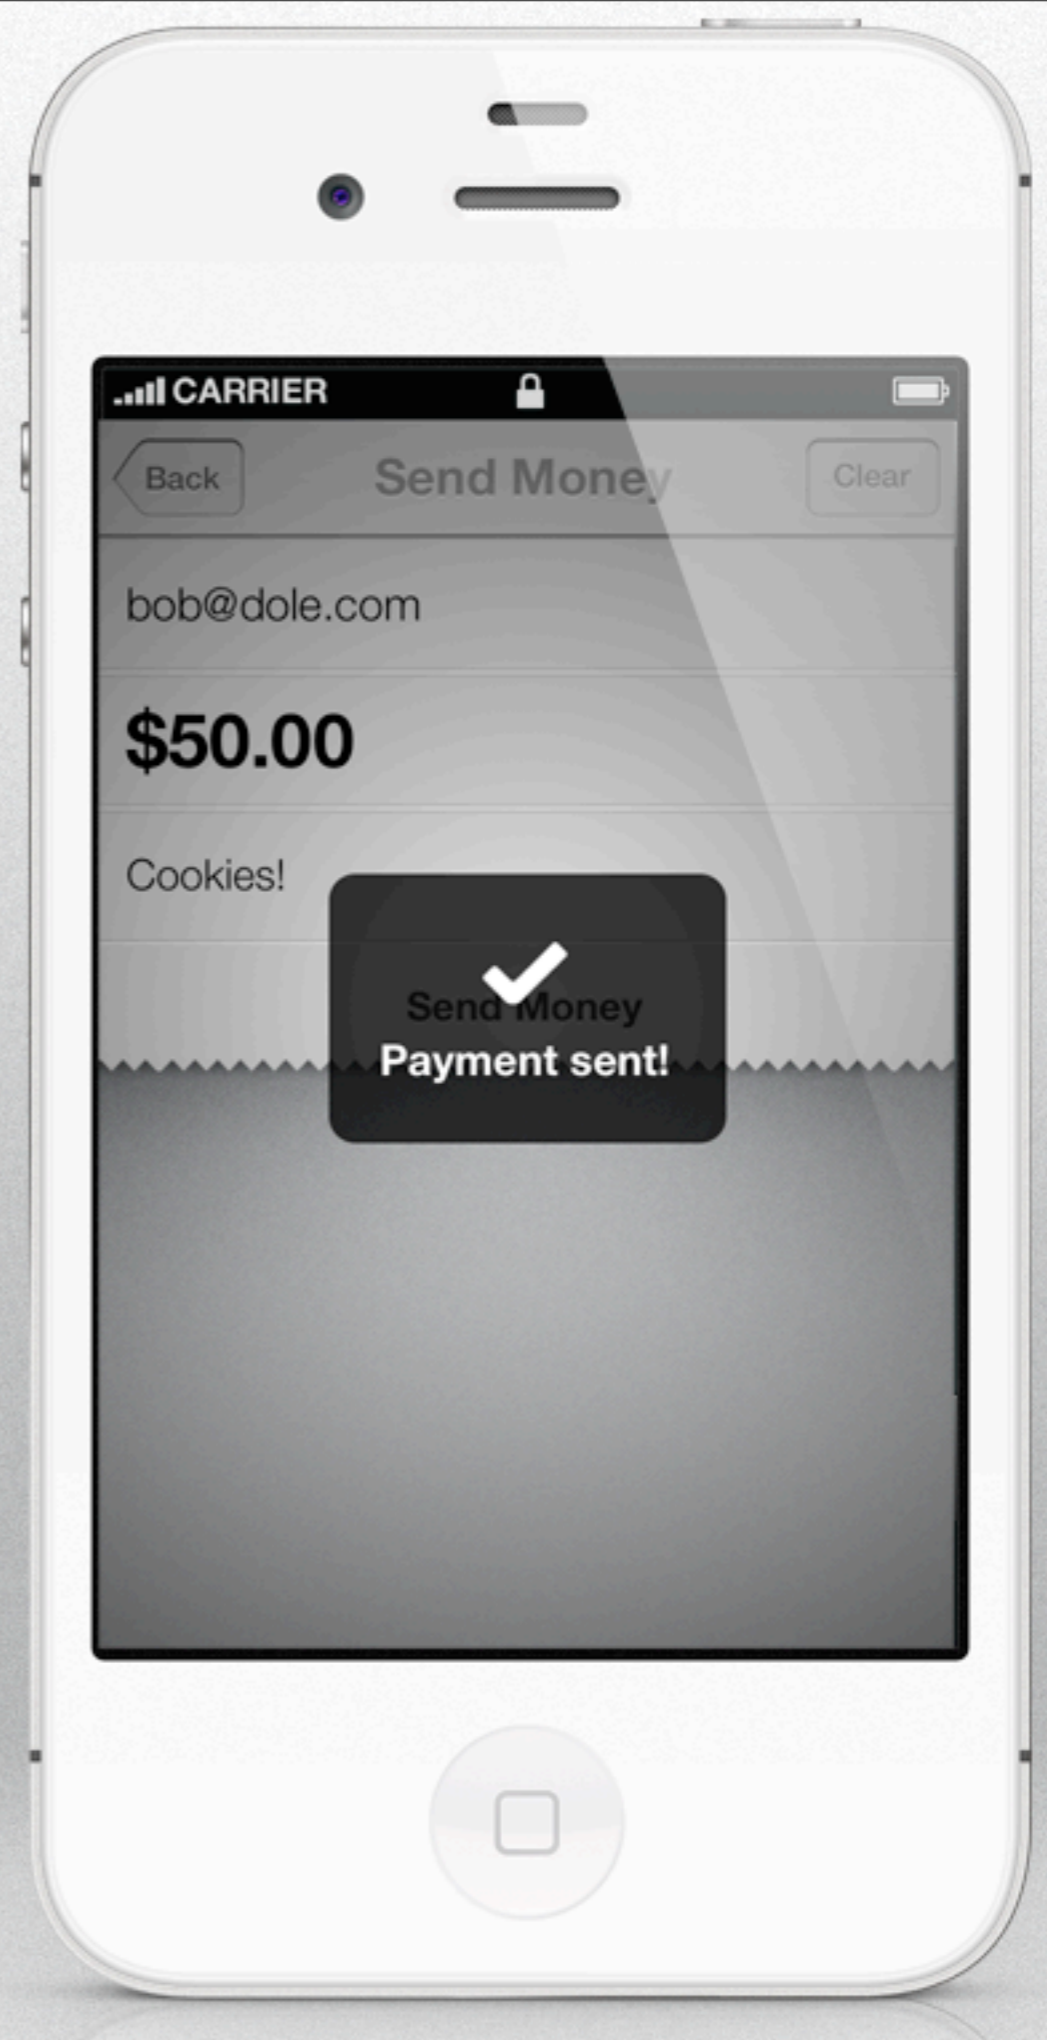 CARRIER
Back Send Money Clear
bob@dole.com
$50.00
Cookies!
Send Money
Payment sent!